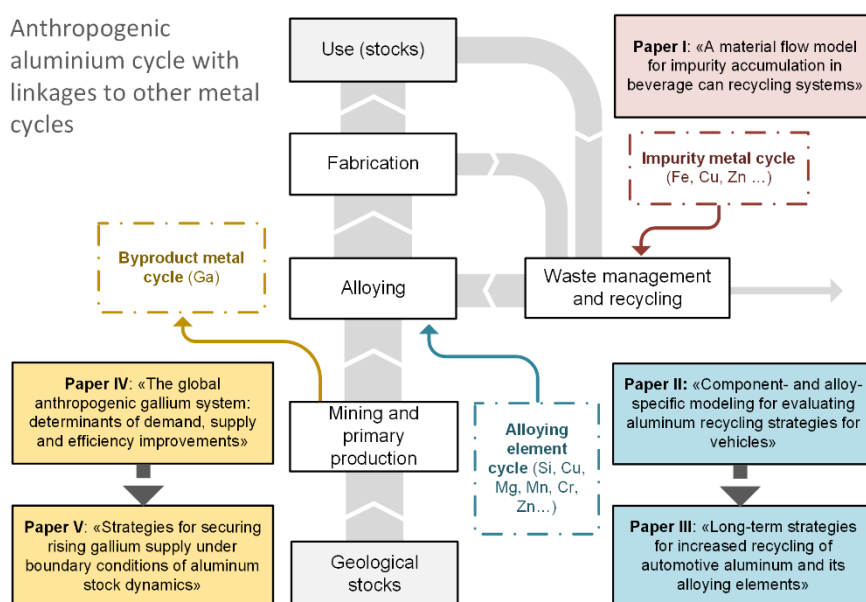 Anthropogenic
aluminium cycle with
linkages to other metal
cycles
Use (stocks)
Paper I: «A material flow model
for impurity accumulation in
beverage can recycling systems»
Fabrication
Impurity metal cycle
(Fe, Cu, Zn ...)
Byproduct metal
cycle (Ga)
Alloying
Waste management
and recycling
Paper IV: «The global
anthropogenic gallium system:
determinants of demand, supply
and efficiency improvements»
Mining and
primary
production
Alloying
element
cycle (Si, Cu,
Mg, Mn, Cr,
Zn...)
Paper II: «Component- and alloy-
specific modeling for evaluating
aluminum recycling strategies for
vehicles»
Paper V: «Strategies for securing
rising gallium supply under
boundary conditions of aluminum
stock dynamics»
Geological
stocks
Paper III: «Long-term strategies
for increased recycling of
automotive aluminum and its
alloying elements»